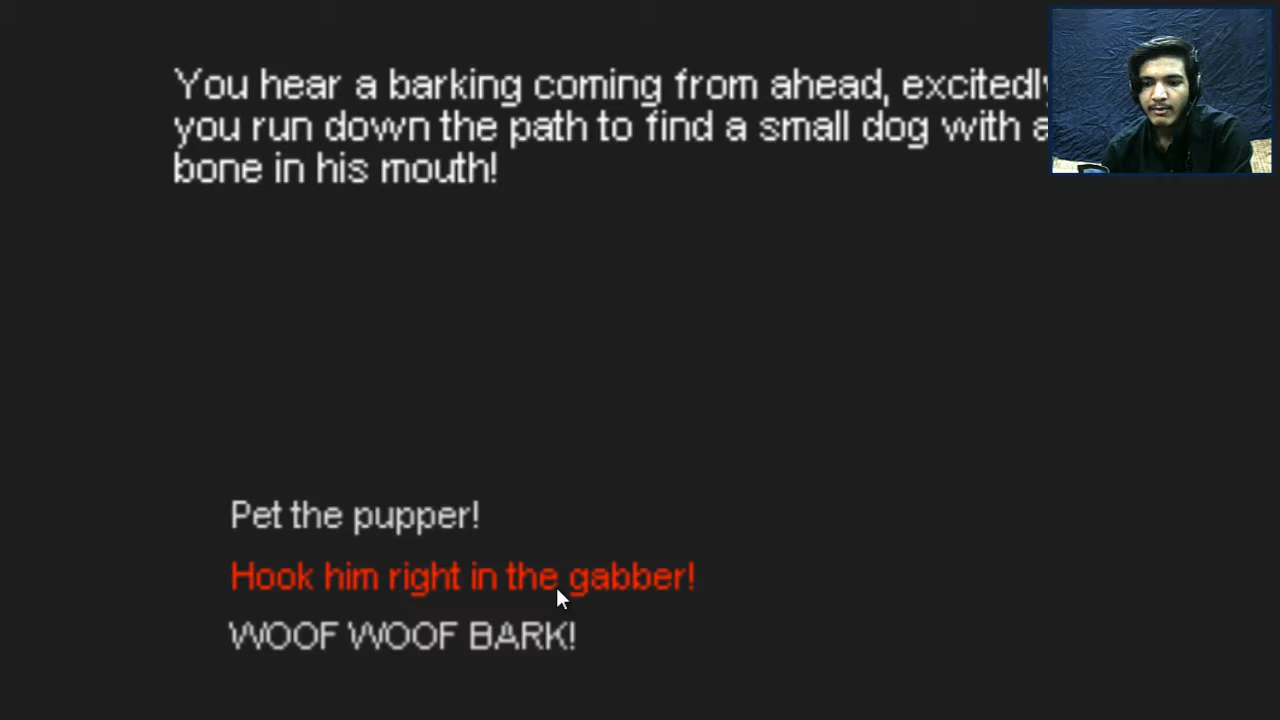 You hear a barking coming from ahead, excitedly
you run down the path to find a small dog with a
bone in his mouth!
Pet the pupper!
Hook him right in the gabber!
WOOF WOOF BARK!